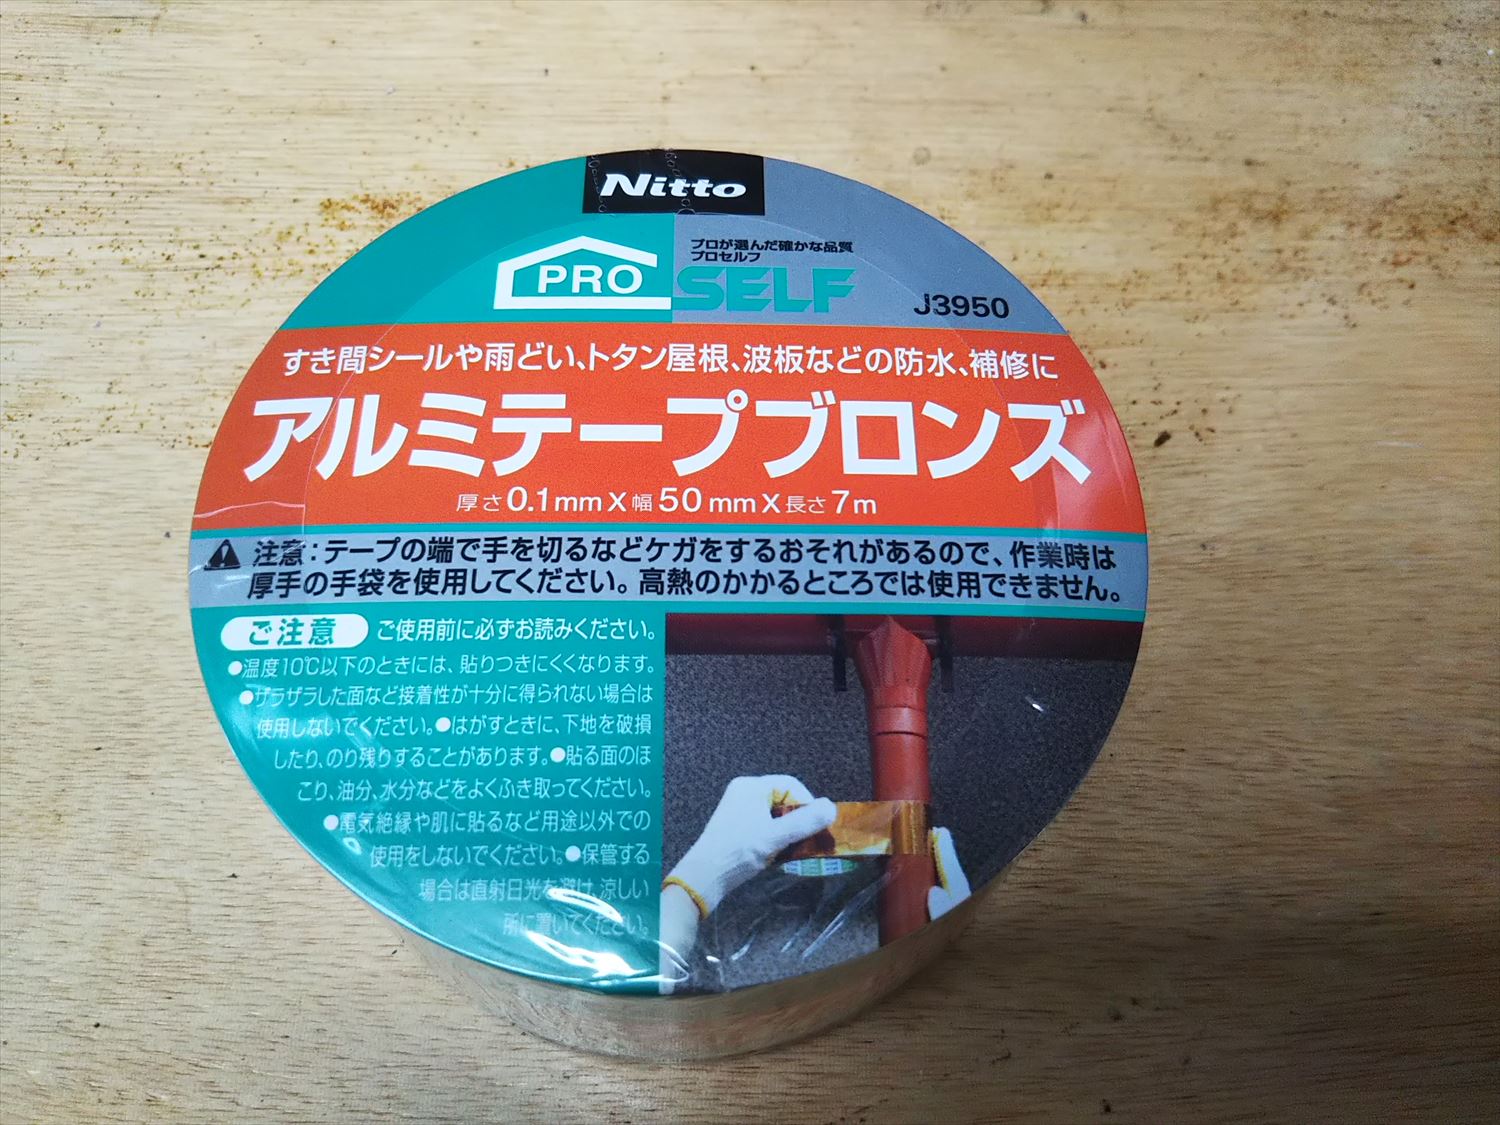 Nitto
プロが選んだ確かな品質
プロセルフ
PRO SELF
J3950
すき間シールや雨どい、トタン屋根、波板などの防水、補修に
アルミテープブロンズ
厚さ0.1mm X 幅50mm X 長さ7m
注意：テープの端で手を切るなどケガをするおそれがあるので、作業時は
厚手の手袋を使用してください。高熱のかかるところでは使用できません。
ご注意 ご使用前に必ずお読みください。
●温度10℃以下のときには、貼りつきにくくなります。
●ザラザラした面など接着性が十分に得られない場合は
使用しないでください。●はがすときに、下地を破損
したり、のり残りすることがあります。●貼る面のほ
こり、油分、水分などをよくふき取ってください。
●電気絶縁や肌に貼るなど用途以外での
使用をしないでください。●保管する
場合は直射日光を避け、涼しい
所に置いてください。